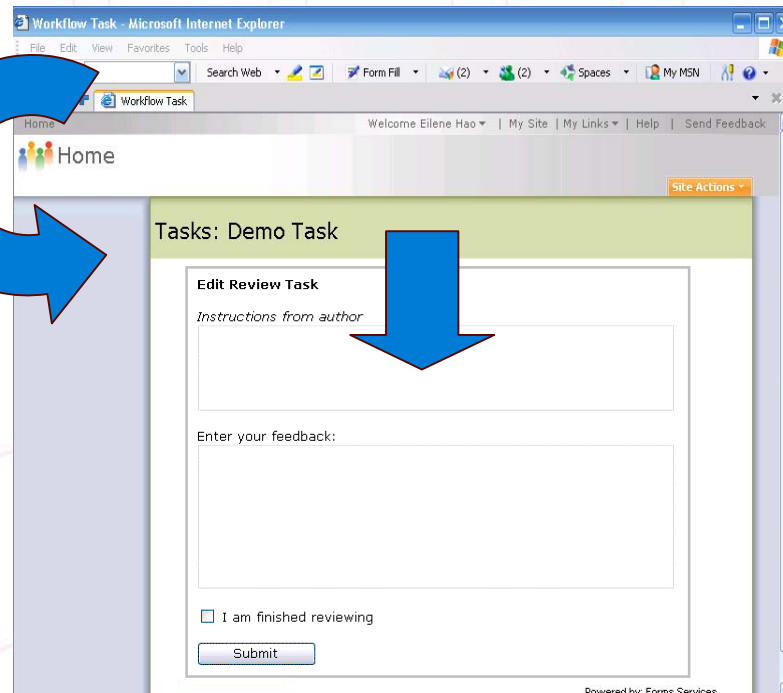 Workflow Task - Microsoft Internet Explorer
File Edit View Favorites Tools Help
Search Web Form Fill (2) (2) Spaces My MSN
Workflow Task
Home Welcome Eilene Hao | My Site | My Links | Help | Send Feedback
Home
Site Actions
Tasks: Demo Task
Edit Review Task
Instructions from author
Enter your feedback:
I am finished reviewing
Submit
Powered by: Forms Services